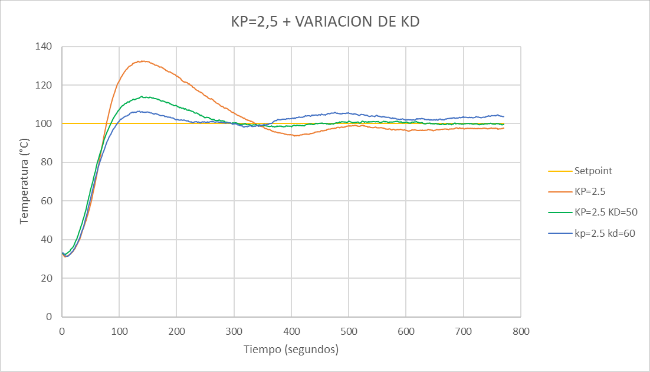 KP=2,5 + VARIACION DE KD
140
120
100
80
60
40
20
0
Temperatura (°C)
0 100 200 300 400 500 600 700 800
Tiempo (segundos)
Setpoint
KP=2.5
KP=2.5 KD=50
kp=2.5 kd=60